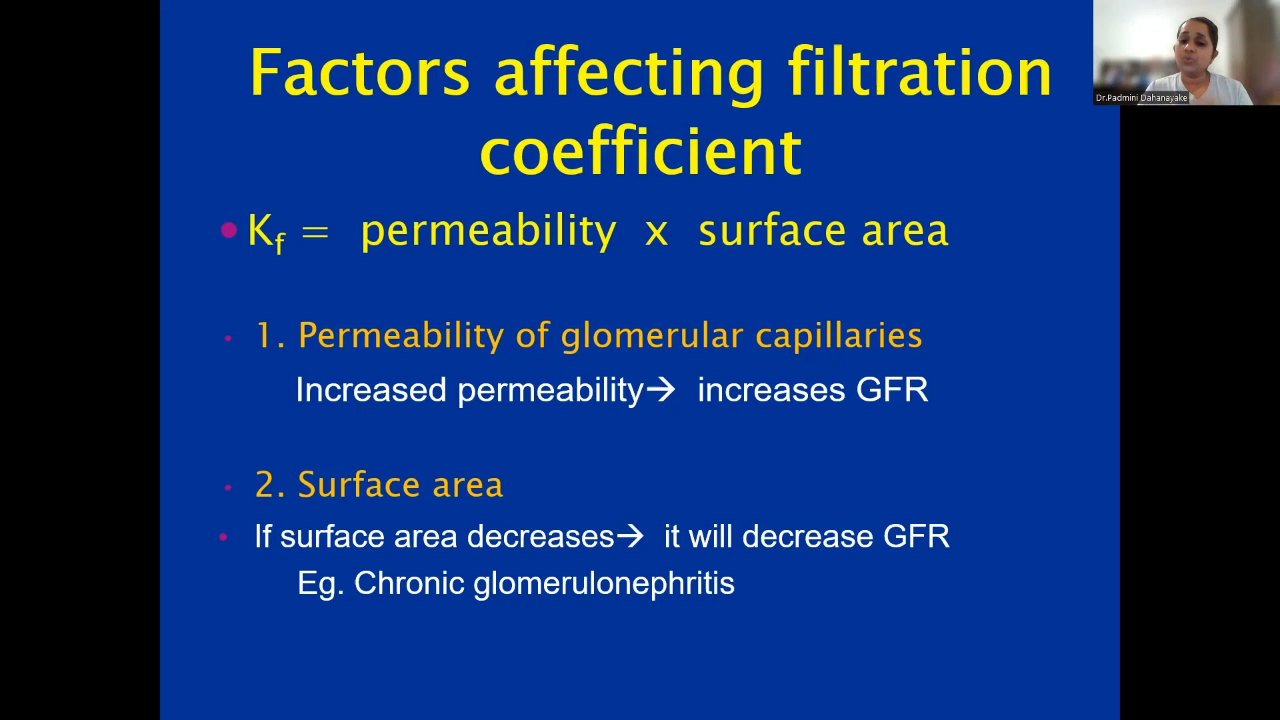 Factors affecting filtration
coefficient
Dr.Padmini Dahanayake
• Kf = permeability x surface area
• 1. Permeability of glomerular capillaries
Increased permeability→ increases GFR
• 2. Surface area
• If surface area decreases→ it will decrease GFR
Eg. Chronic glomerulonephritis